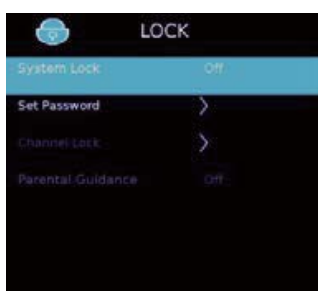 LOCK
System Lock Off
Set Password >
Channel Lock >
Parental Guidance Off